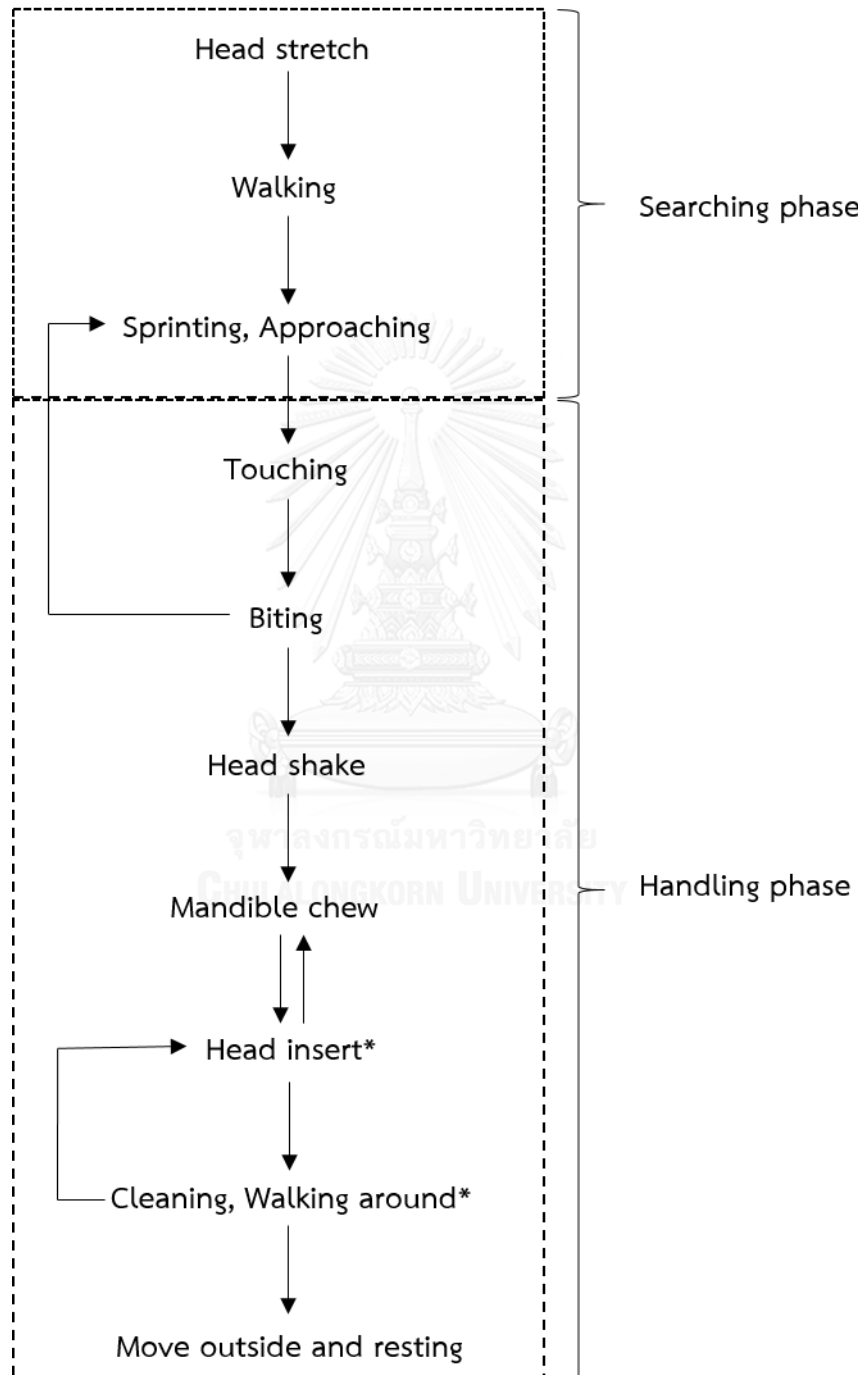 Head stretch
Walking
Searching phase
Sprinting, Approaching
Touching
Biting
Head shake
จุฬาลงกรณ์มหาวิทยาลัย
CHULALONGKORN UNIVERSITY
Handling phase
Mandible chew
Head insert*
Cleaning, Walking around*
Move outside and resting